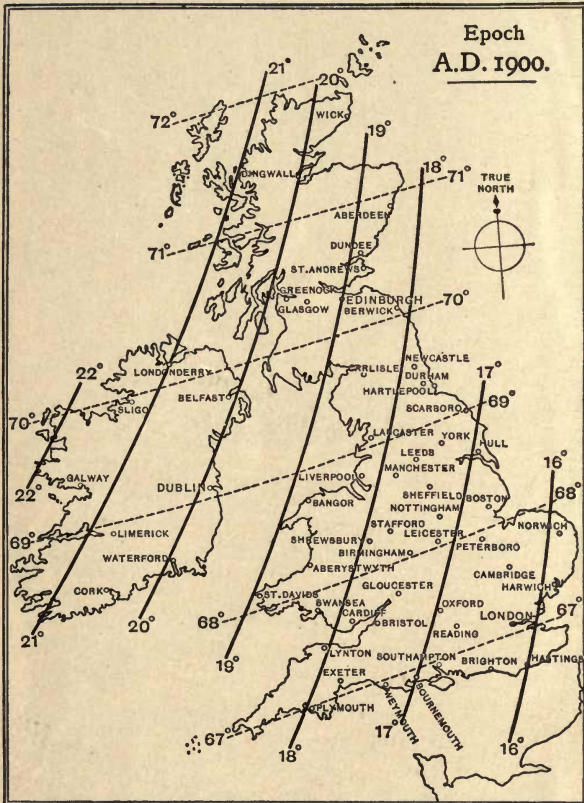 Epoch
A.D. 1900.
21°
20°
72°
WICK
19°
18°
DINGWALL
71°
TRUE
NORTH
ABERDEEN
71°
DUNDEE
ST. ANDREWS
GREENOCK
EDINBURGH
70°
GLASGOW
BERWICK
NEWCASTLE
LONDONDERRY
CARLISLE
DURHAM
22°
17°
HARTLEPOOL
BELFAST
SLIGO
69°
70°
SCARBORO
LANCASTER
YORK
HULL
LEEDS
16°
MANCHESTER
LIVERPOOL
GALWAY
22°
DUBLIN
68°
SHEFFIELD
BOSTON
BANGOR
NOTTINGHAM
STAFFORD
NORWICH
LIMERICK
69°
SHREWSBURY
LEICESTER
PETERBORO
BIRMINGHAM
WATERFORD
ABERYSTWYTH
CAMBRIDGE
CORK
GLOUCESTER
HARWICH
ST. DAVIDS
67°
SWANSEA
OXFORD
LONDON
20°
68°
CARDIFF
BRISTOL
21°
READING
LYNTON
SOUTHAMPTON
19°
BRIGHTON
HASTINGS
EXETER
PLYMOUTH
WEYMOUTH
BOURNEMOUTH
67°
17°
18°
16°